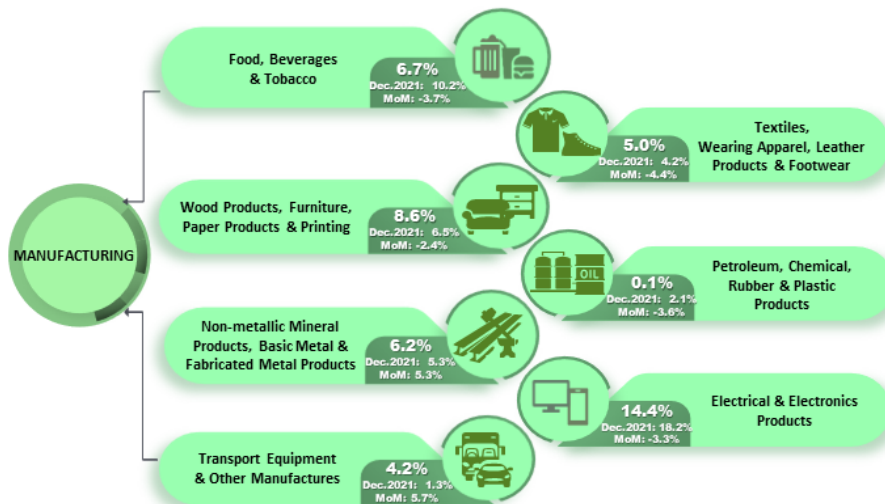 Food, Beverages
& Tobacco
6.7%
Dec.2021: 10.2%
MoM: -3.7%
Textiles,
Wearing Apparel, Leather
Products & Footwear
5.0%
Dec.2021: 4.2%
MoM: -4.4%
Wood Products, Furniture,
Paper Products & Printing
8.6%
Dec.2021: 6.5%
MoM: -2.4%
MANUFACTURING
OIL
0.1%
Dec.2021: 2.1%
MoM: -3.6%
Petroleum, Chemical,
Rubber & Plastic
Products
Non-metallic Mineral
Products, Basic Metal &
Fabricated Metal Products
6.2%
Dec.2021: 5.3%
MoM: 5.3%
14.4%
Dec.2021: 18.2%
MoM: -3.3%
Electrical & Electronics
Products
Transport Equipment
& Other Manufactures
4.2%
Dec.2021: 1.3%
MoM: 5.7%